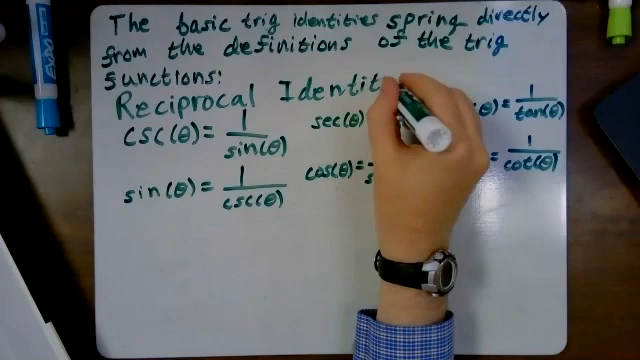 The basic trig identities spring directly
from the definitions of the trig
functions:
Reciprocal Identit
csc(θ) = 1/sin(θ) sec(θ) (θ) = 1/tan(θ)
sin(θ) = 1/csc(θ) cos(θ) = = 1/cot(θ)
EXPO